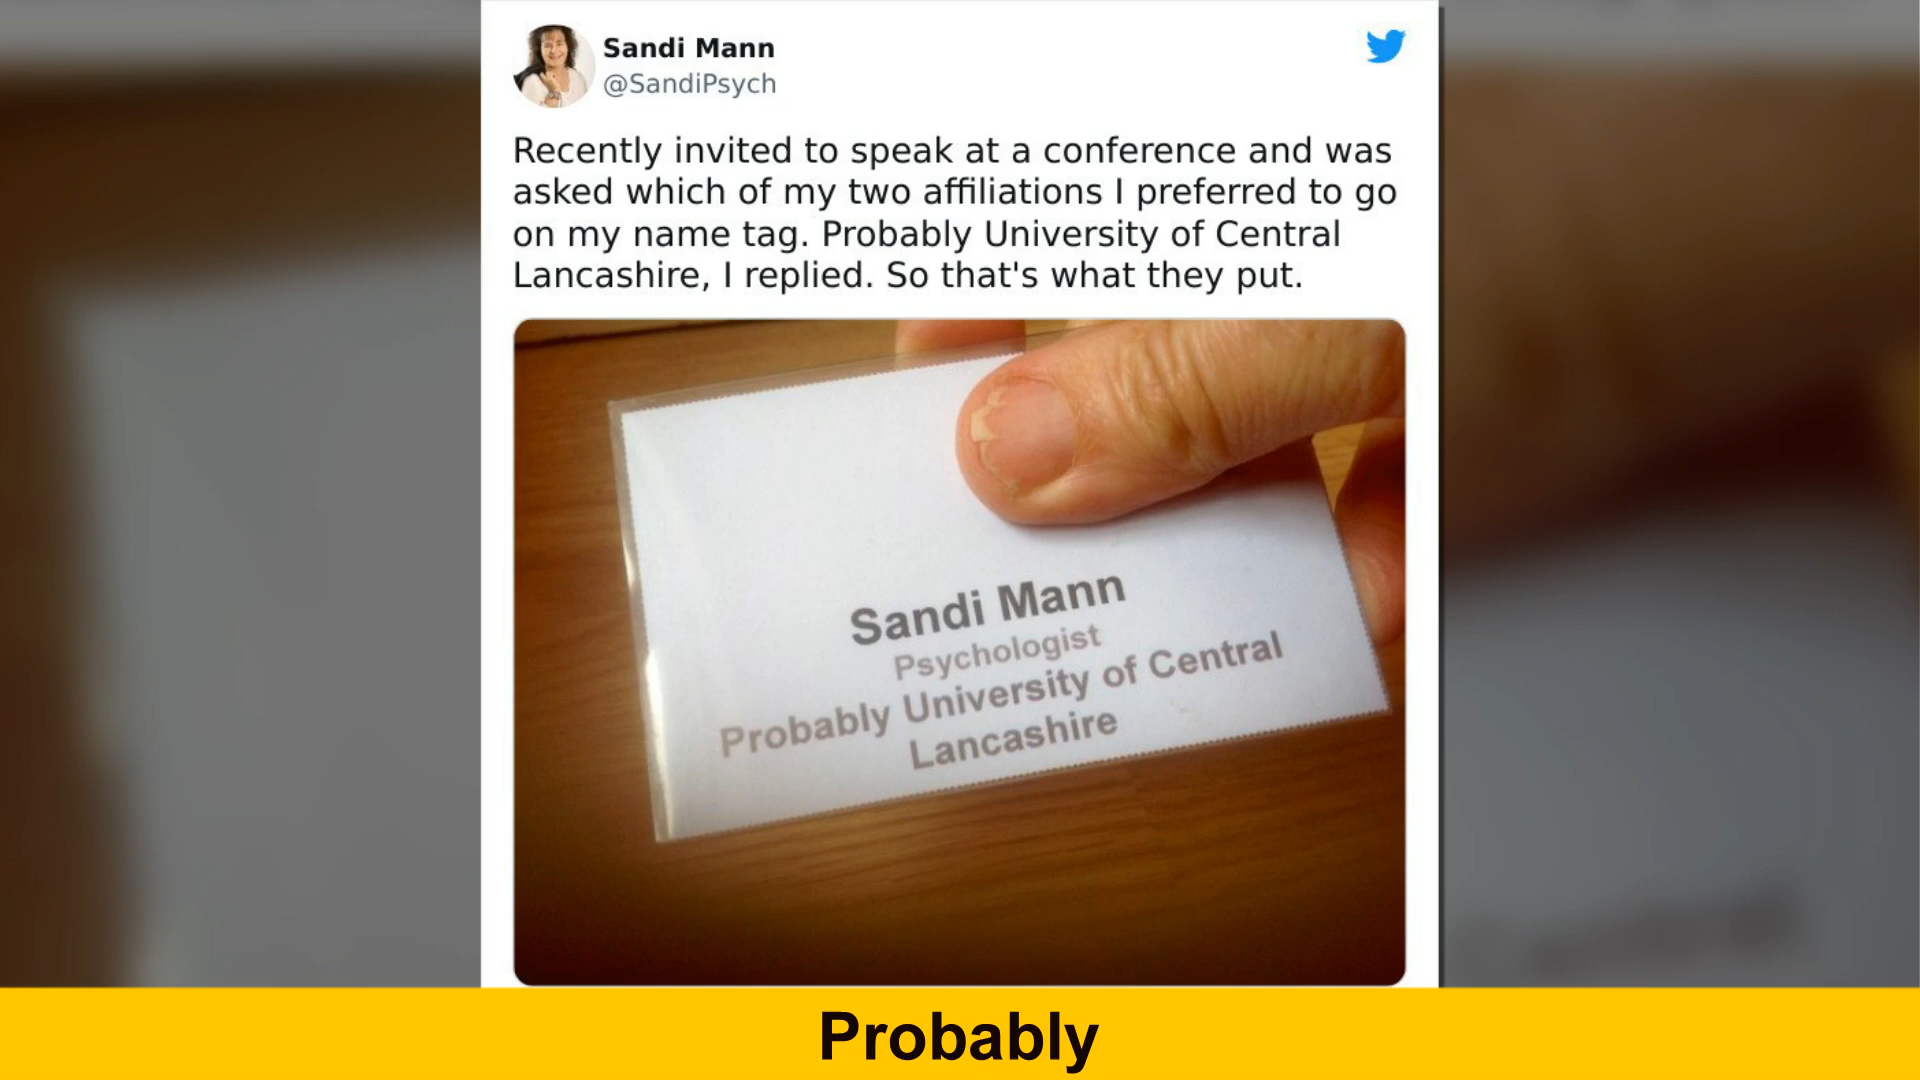 Sandi Mann
@SandiPsych
Recently invited to speak at a conference and was
asked which of my two affiliations I preferred to go
on my name tag. Probably University of Central
Lancashire, I replied. So that's what they put.
Sandi Mann
Psychologist
Probably University of Central
Lancashire
Probably